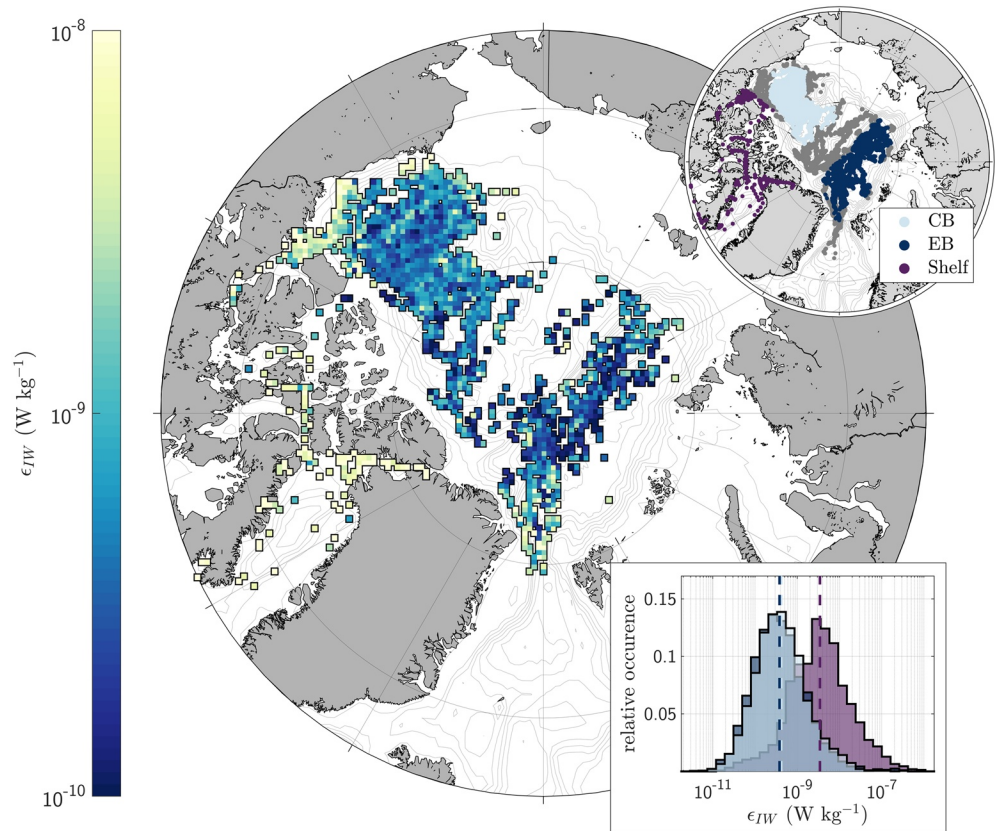 10⁻⁸
10⁻⁹
10⁻¹⁰
ϵ_IW (W kg⁻¹)
CB
EB
Shelf
relative occurence
0.15
0.1
0.05
10⁻¹¹ 10⁻⁹ 10⁻⁷
ϵ_IW (W kg⁻¹)